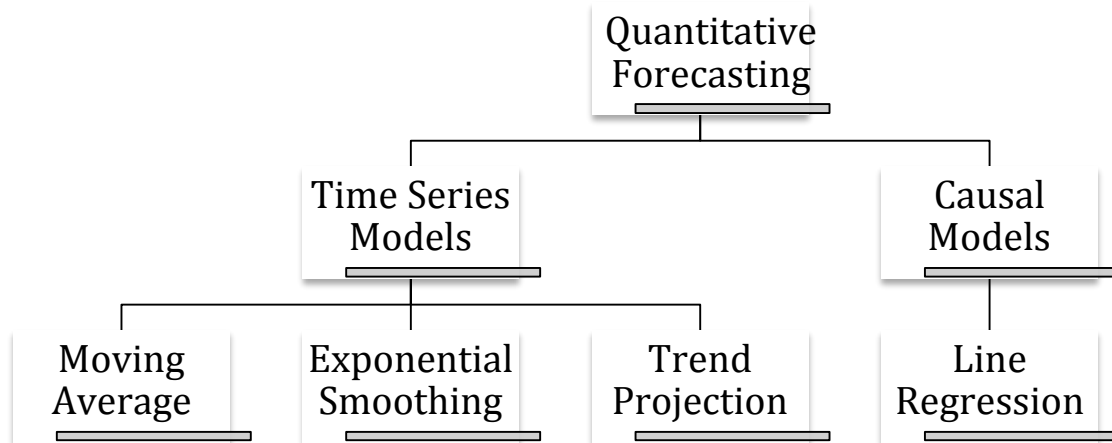 Quantitative
Forecasting
Time Series
Models
Causal
Models
Moving
Average
Exponential
Smoothing
Trend
Projection
Line
Regression